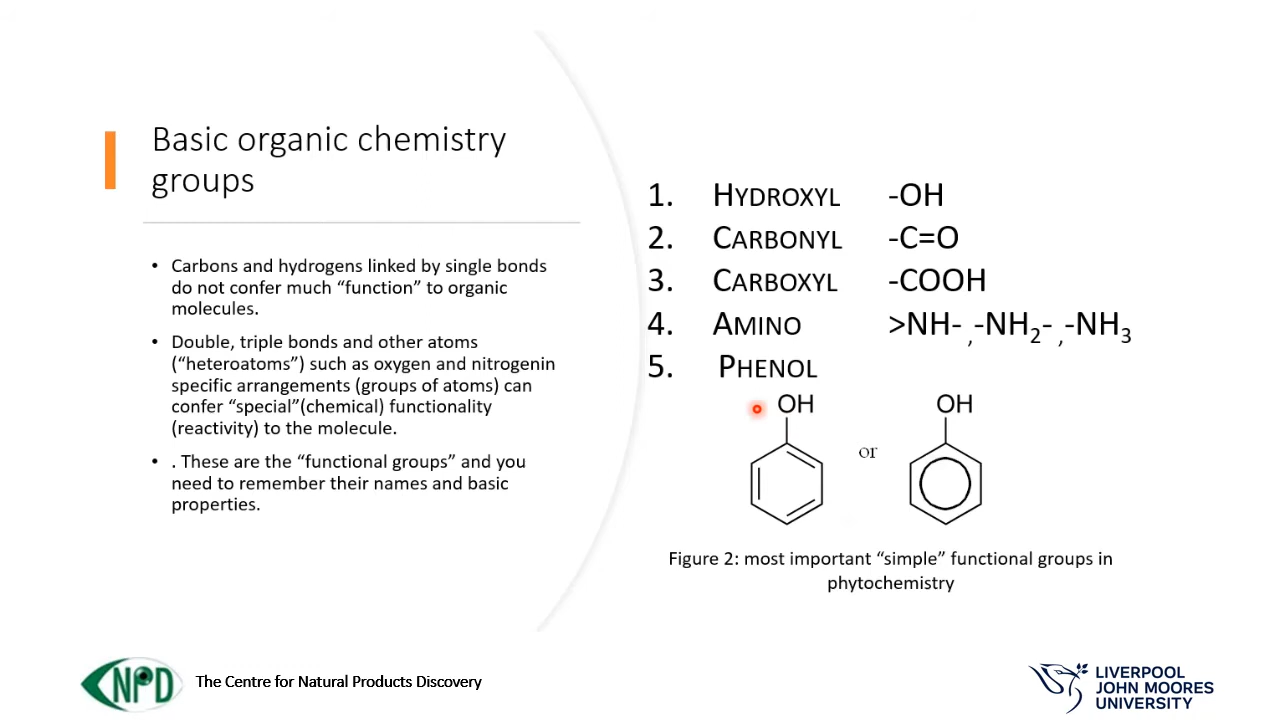 Basic organic chemistry
groups
• Carbons and hydrogens linked by single bonds
do not confer much “function” to organic
molecules.
• Double, triple bonds and other atoms
(“heteroatoms”) such as oxygen and nitrogenin
specific arrangements (groups of atoms) can
confer “special”(chemical) functionality
(reactivity) to the molecule.
• . These are the “functional groups” and you
need to remember their names and basic
properties.
1. HYDROXYL -OH
2. CARBONYL -C=O
3. CARBOXYL -COOH
4. AMINO >NH- ,-NH2- ,-NH3
5. PHENOL
OH OH
or
Figure 2: most important “simple” functional groups in
phytochemistry
NPD
The Centre for Natural Products Discovery
LIVERPOOL
JOHN MOORES
UNIVERSITY